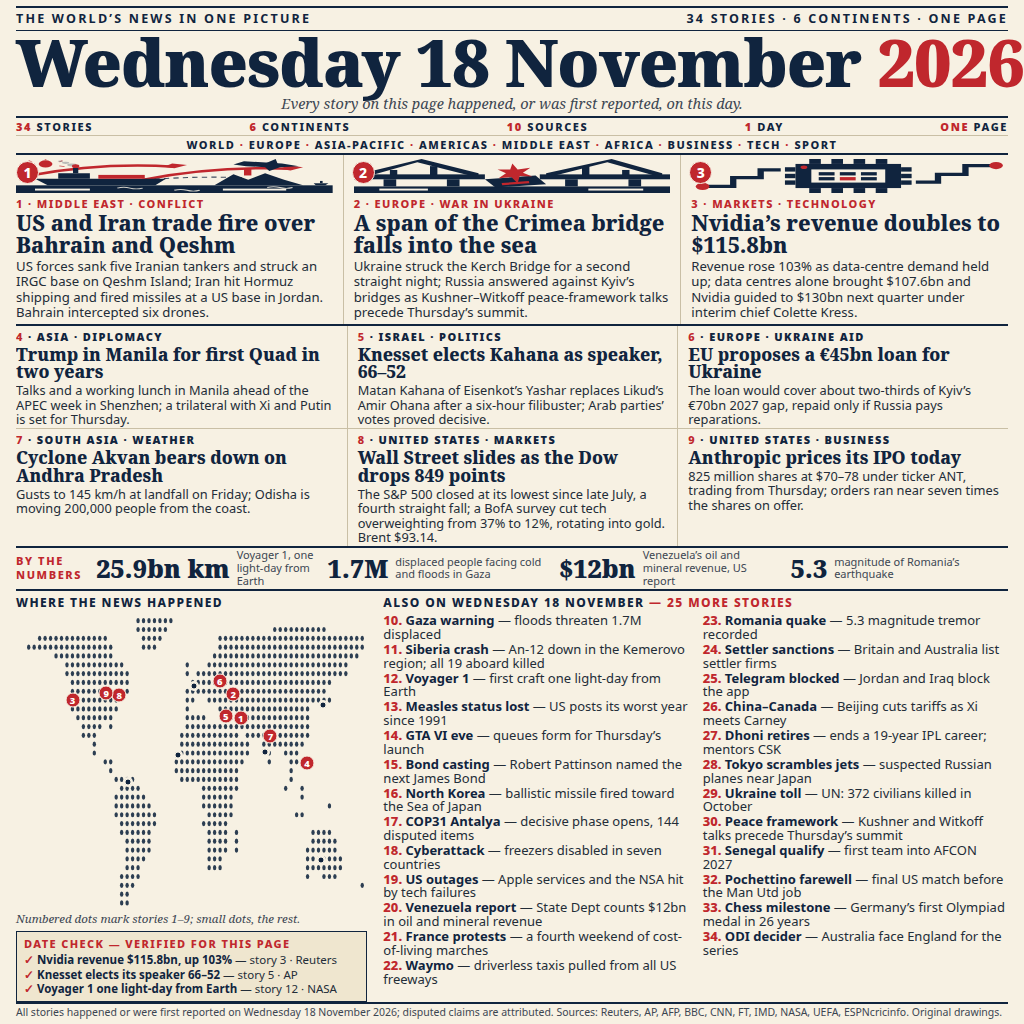 THE WORLD'S NEWS IN ONE PICTURE
34 STORIES · 6 CONTINENTS · ONE PAGE
Wednesday 18 November 2026
Every story on this page happened, or was first reported, on this day.
34 STORIES
6 CONTINENTS
10 SOURCES
1 DAY
ONE PAGE
WORLD · EUROPE · ASIA-PACIFIC · AMERICAS · MIDDLE EAST · AFRICA · BUSINESS · TECH · SPORT
1
1 · MIDDLE EAST · CONFLICT
US and Iran trade fire over
Bahrain and Qeshm
US forces sank five Iranian tankers and struck an
IRGC base on Qeshm Island; Iran hit Hormuz
shipping and fired missiles at a US base in Jordan.
Bahrain intercepted six drones.
2
2 · EUROPE · WAR IN UKRAINE
A span of the Crimea bridge
falls into the sea
Ukraine struck the Kerch Bridge for a second
straight night; Russia answered against Kyiv's
bridges as Kushner–Witkoff peace-framework talks
precede Thursday's summit.
3
3 · MARKETS · TECHNOLOGY
Nvidia's revenue doubles to
$115.8bn
Revenue rose 103% as data-centre demand held
up; data centres alone brought $107.6bn and
Nvidia guided to $130bn next quarter under
interim chief Colette Kress.
4 · ASIA · DIPLOMACY
Trump in Manila for first Quad in
two years
Talks and a working lunch in Manila ahead of the
APEC week in Shenzhen; a trilateral with Xi and Putin
is set for Thursday.
5 · ISRAEL · POLITICS
Knesset elects Kahana as speaker,
66–52
Matan Kahana of Eisenkot's Yashar replaces Likud's
Amir Ohana after a six-hour filibuster; Arab parties'
votes proved decisive.
6 · EUROPE · UKRAINE AID
EU proposes a €45bn loan for
Ukraine
The loan would cover about two-thirds of Kyiv's
€70bn 2027 gap, repaid only if Russia pays
reparations.
7 · SOUTH ASIA · WEATHER
Cyclone Akvan bears down on
Andhra Pradesh
Gusts to 145 km/h at landfall on Friday; Odisha is
moving 200,000 people from the coast.
8 · UNITED STATES · MARKETS
Wall Street slides as the Dow
drops 849 points
The S&P 500 closed at its lowest since late July, a
fourth straight fall; a BofA survey cut tech
overweighting from 37% to 12%, rotating into gold.
Brent $93.14.
9 · UNITED STATES · BUSINESS
Anthropic prices its IPO today
825 million shares at $70–78 under ticker ANT,
trading from Thursday; orders ran near seven times
the shares on offer.
BY THE
NUMBERS
25.9bn km
Voyager 1, one
light-day from
Earth
1.7M
displaced people facing cold
and floods in Gaza
$12bn
Venezuela's oil and
mineral revenue, US
report
5.3
magnitude of Romania's
earthquake
WHERE THE NEWS HAPPENED
3
9
8
6
2
5
1
7
4
Numbered dots mark stories 1–9; small dots, the rest.
DATE CHECK — VERIFIED FOR THIS PAGE
✓ Nvidia revenue $115.8bn, up 103% — story 3 · Reuters
✓ Knesset elects its speaker 66–52 — story 5 · AP
✓ Voyager 1 one light-day from Earth — story 12 · NASA
ALSO ON WEDNESDAY 18 NOVEMBER — 25 MORE STORIES
10. Gaza warning — floods threaten 1.7M
displaced
11. Siberia crash — An-12 down in the Kemerovo
region; all 19 aboard killed
12. Voyager 1 — first craft one light-day from
Earth
13. Measles status lost — US posts its worst year
since 1991
14. GTA VI eve — queues form for Thursday's
launch
15. Bond casting — Robert Pattinson named the
next James Bond
16. North Korea — ballistic missile fired toward
the Sea of Japan
17. COP31 Antalya — decisive phase opens, 144
disputed items
18. Cyberattack — freezers disabled in seven
countries
19. US outages — Apple services and the NSA hit
by tech failures
20. Venezuela report — State Dept counts $12bn
in oil and mineral revenue
21. France protests — a fourth weekend of cost-
of-living marches
22. Waymo — driverless taxis pulled from all US
freeways
23. Romania quake — 5.3 magnitude tremor
recorded
24. Settler sanctions — Britain and Australia list
settler firms
25. Telegram blocked — Jordan and Iraq block
the app
26. China–Canada — Beijing cuts tariffs as Xi
meets Carney
27. Dhoni retires — ends a 19-year IPL career;
mentors CSK
28. Tokyo scrambles jets — suspected Russian
planes near Japan
29. Ukraine toll — UN: 372 civilians killed in
October
30. Peace framework — Kushner and Witkoff
talks precede Thursday's summit
31. Senegal qualify — first team into AFCON
2027
32. Pochettino farewell — final US match before
the Man Utd job
33. Chess milestone — Germany's first Olympiad
medal in 26 years
34. ODI decider — Australia face England for the
series
All stories happened or were first reported on Wednesday 18 November 2026; disputed claims are attributed. Sources: Reuters, AP, AFP, BBC, CNN, FT, IMD, NASA, UEFA, ESPNcricinfo. Original drawings.